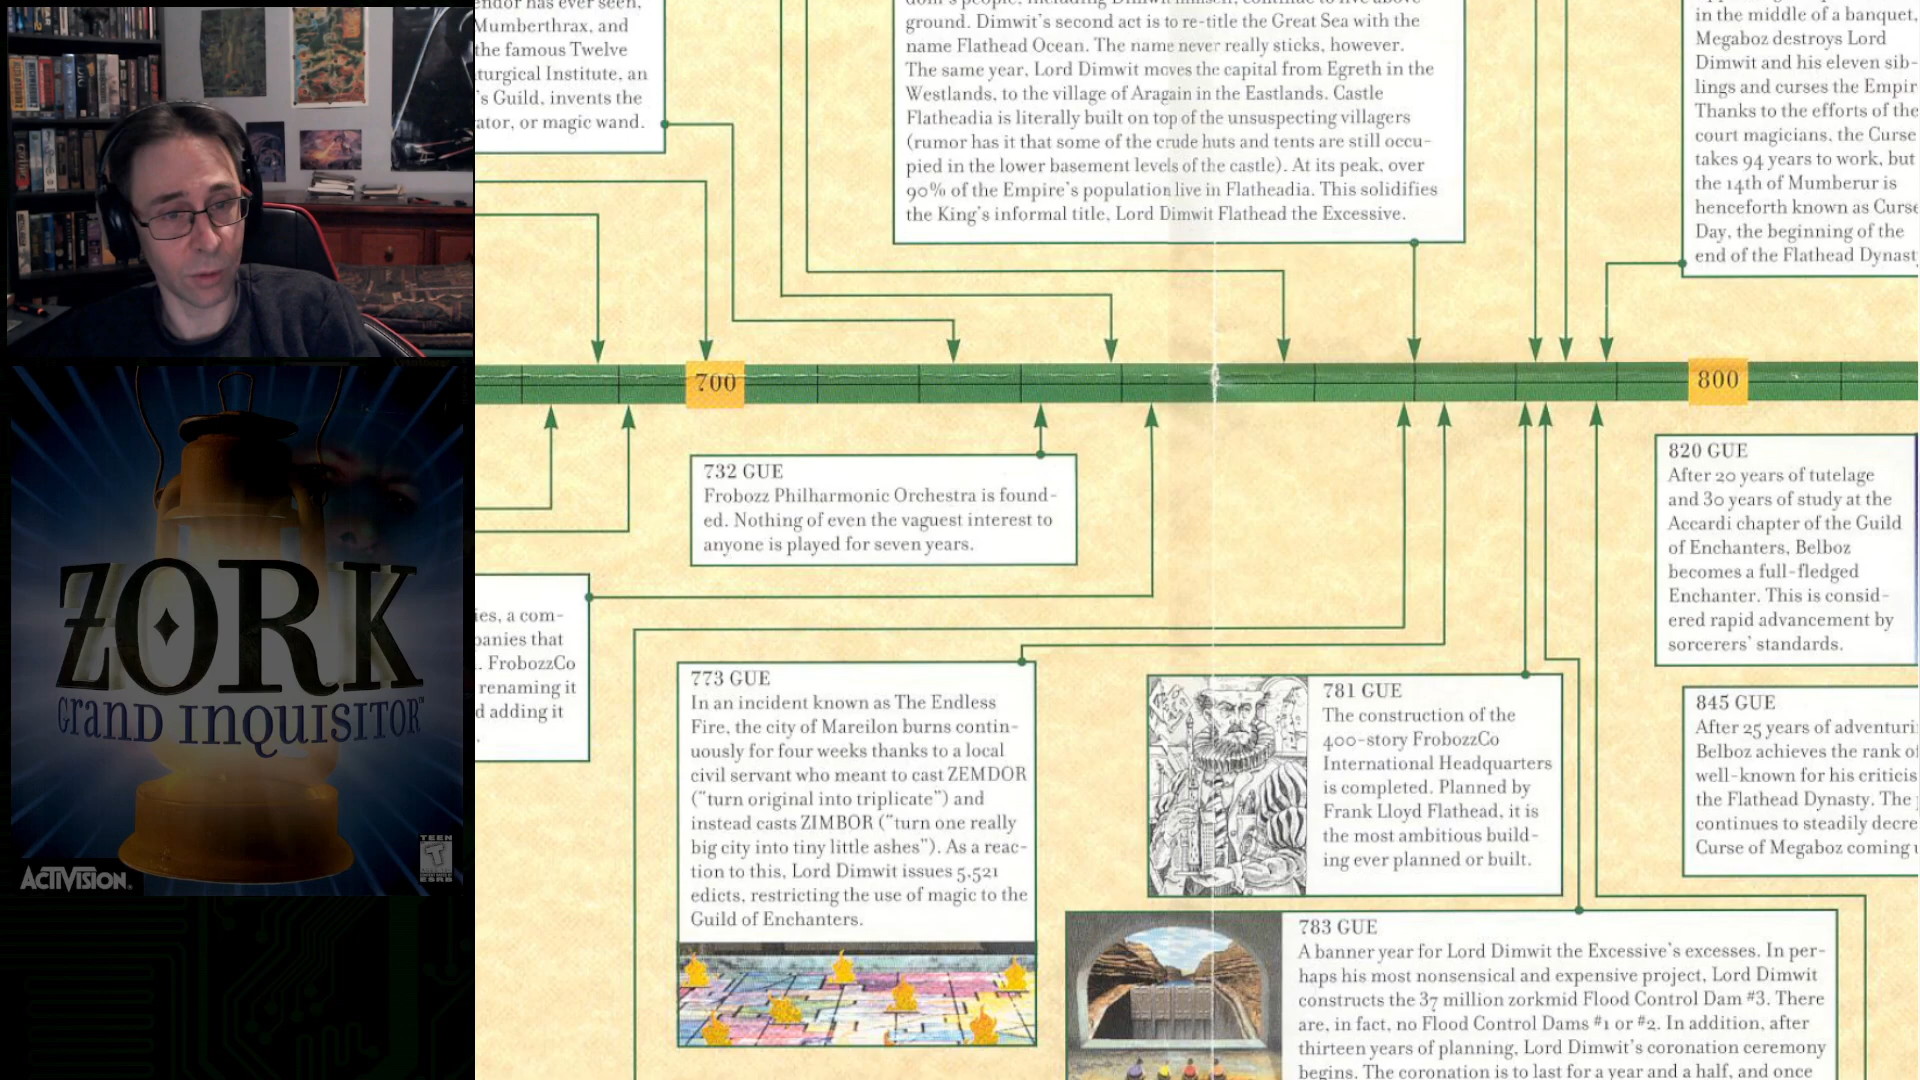 endor has ever seen,
Mumberthrax, and
the famous Twelve
turgical Institute, an
's Guild, invents the
ator, or magic wand.
ground. Dimwit's second act is to re-title the Great Sea with the
name Flathead Ocean. The name never really sticks, however.
The same year, Lord Dimwit moves the capital from Egreth in the
Westlands, to the village of Aragain in the Eastlands. Castle
Flatheadia is literally built on top of the unsuspecting villagers
(rumor has it that some of the crude huts and tents are still occu-
pied in the lower basement levels of the castle). At its peak, over
90% of the Empire's population live in Flatheadia. This solidifies
the King's informal title, Lord Dimwit Flathead the Excessive.
in the middle of a banquet,
Megaboz destroys Lord
Dimwit and his eleven sib-
lings and curses the Empir
Thanks to the efforts of the
court magicians, the Curse
takes 94 years to work, but
the 14th of Mumberur is
henceforth known as Curse
Day, the beginning of the
end of the Flathead Dynast
700
800
732 GUE
Frobozz Philharmonic Orchestra is found-
ed. Nothing of even the vaguest interest to
anyone is played for seven years.
ies, a com-
panies that
. FrobozzCo
renaming it
d adding it
773 GUE
In an incident known as The Endless
Fire, the city of Mareilon burns contin-
uously for four weeks thanks to a local
civil servant who meant to cast ZEMDOR
("turn original into triplicate") and
instead casts ZIMBOR ("turn one really
big city into tiny little ashes"). As a reac-
tion to this, Lord Dimwit issues 5,521
edicts, restricting the use of magic to the
Guild of Enchanters.
781 GUE
The construction of the
400-story FrobozzCo
International Headquarters
is completed. Planned by
Frank Lloyd Flathead, it is
the most ambitious build-
ing ever planned or built.
783 GUE
A banner year for Lord Dimwit the Excessive's excesses. In per-
haps his most nonsensical and expensive project, Lord Dimwit
constructs the 37 million zorkmid Flood Control Dam #3. There
are, in fact, no Flood Control Dams #1 or #2. In addition, after
thirteen years of planning, Lord Dimwit's coronation ceremony
begins. The coronation is to last for a year and a half, and once
820 GUE
After 20 years of tutelage
and 30 years of study at the
Accardi chapter of the Guild
of Enchanters, Belboz
becomes a full-fledged
Enchanter. This is consid-
ered rapid advancement by
sorcerers' standards.
845 GUE
After 25 years of adventuri
Belboz achieves the rank of
well-known for his criticis
the Flathead Dynasty. The
continues to steadily decre
Curse of Megaboz coming u
ZORK
GRAND INQUISITOR™
ACTIVISION.
TEEN
T
ESRB